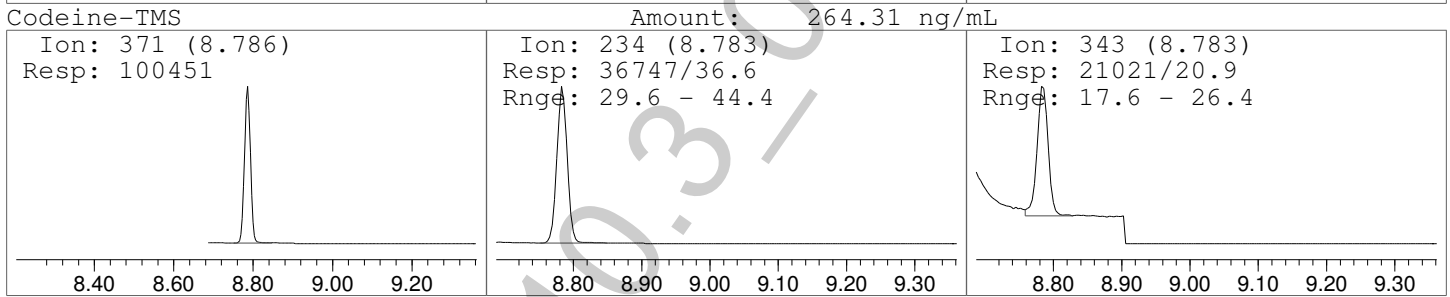 Codeine-TMS Amount: 264.31 ng/mL
Ion: 371 (8.786)
Resp: 100451
Ion: 234 (8.783)
Resp: 36747/36.6
Rnge: 29.6 - 44.4
Ion: 343 (8.783)
Resp: 21021/20.9
Rnge: 17.6 - 26.4
8.40 8.60 8.80 9.00 9.20
8.80 8.90 9.00 9.10 9.20 9.30
8.80 8.90 9.00 9.10 9.20 9.30